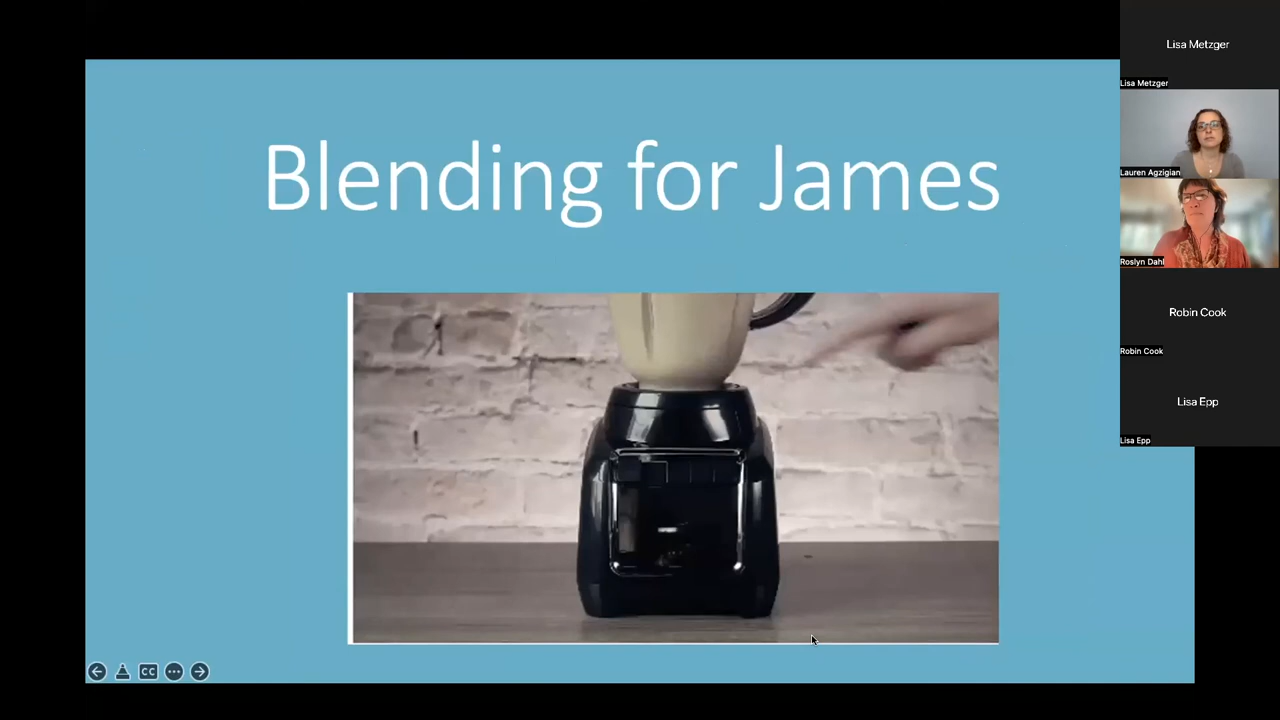 Blending for James
Lisa Metzger
Lisa Metzger
Lauren Agzigian
Roslyn Dahl
Robin Cook
Robin Cook
Lisa Epp
Lisa Epp
CC